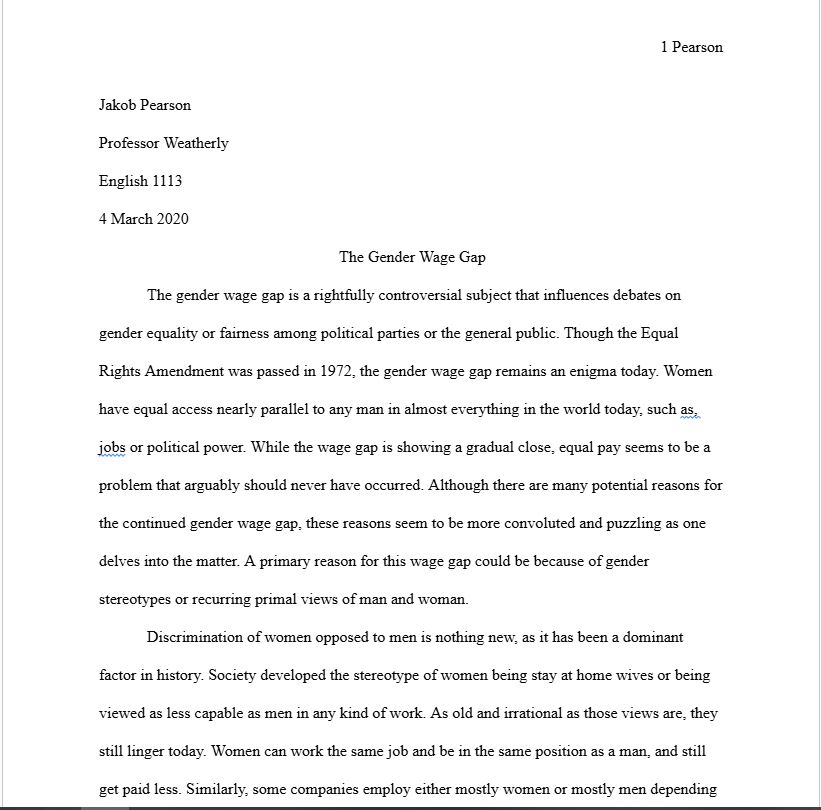 1 Pearson
Jakob Pearson
Professor Weatherly
English 1113
4 March 2020
The Gender Wage Gap
The gender wage gap is a rightfully controversial subject that influences debates on
gender equality or fairness among political parties or the general public. Though the Equal
Rights Amendment was passed in 1972, the gender wage gap remains an enigma today. Women
have equal access nearly parallel to any man in almost everything in the world today, such as,
jobs or political power. While the wage gap is showing a gradual close, equal pay seems to be a
problem that arguably should never have occurred. Although there are many potential reasons for
the continued gender wage gap, these reasons seem to be more convoluted and puzzling as one
delves into the matter. A primary reason for this wage gap could be because of gender
stereotypes or recurring primal views of man and woman.
Discrimination of women opposed to men is nothing new, as it has been a dominant
factor in history. Society developed the stereotype of women being stay at home wives or being
viewed as less capable as men in any kind of work. As old and irrational as those views are, they
still linger today. Women can work the same job and be in the same position as a man, and still
get paid less. Similarly, some companies employ either mostly women or mostly men depending